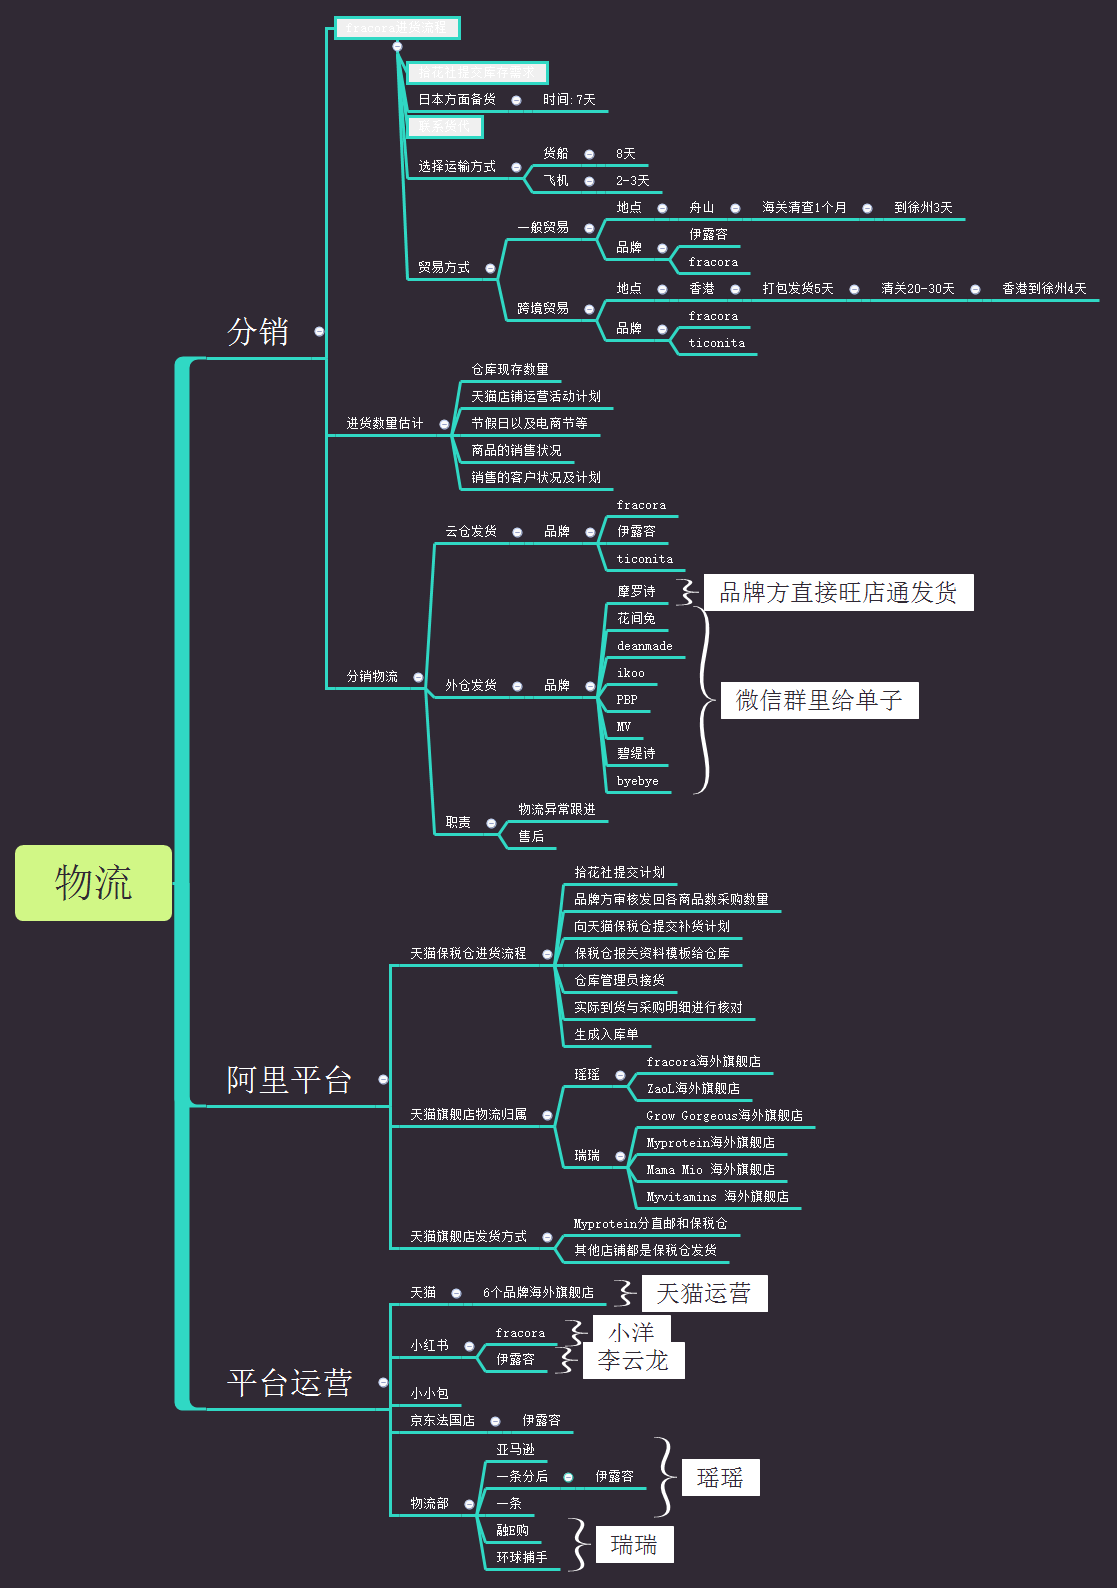 fracora进货流程
拾花社提交库存需求
日本方面备货
时间:7天
联系货代
选择运输方式
货船
8天
飞机
2-3天
贸易方式
一般贸易
地点
舟山
海关清查1个月
到徐州3天
品牌
伊露容
fracora
跨境贸易
地点
香港
打包发货5天
清关20-30天
香港到徐州4天
品牌
fracora
ticonita
分销
进货数量估计
仓库现存数量
天猫店铺运营活动计划
节假日以及电商节等
商品的销售状况
销售的客户状况及计划
分销物流
云仓发货
品牌
fracora
伊露容
ticonita
外仓发货
品牌
摩罗诗
品牌方直接旺店通发货
花间兔
deanmade
ikoo
PBP
MV
碧缇诗
byebye
微信群里给单子
职责
物流异常跟进
售后
物流
阿里平台
天猫保税仓进货流程
拾花社提交计划
品牌方审核发回各商品数采购数量
向天猫保税仓提交补货计划
保税仓报关资料模板给仓库
仓库管理员接货
实际到货与采购明细进行核对
生成入库单
天猫旗舰店物流归属
瑶瑶
fracora海外旗舰店
ZaoL海外旗舰店
瑞瑞
Grow Gorgeous海外旗舰店
Myprotein海外旗舰店
Mama Mio 海外旗舰店
Myvitamins 海外旗舰店
天猫旗舰店发货方式
Myprotein分直邮和保税仓
其他店铺都是保税仓发货
平台运营
天猫
6个品牌海外旗舰店
天猫运营
小红书
fracora
小洋
伊露容
李云龙
小小包
京东法国店
伊露容
物流部
亚马逊
一条分后
伊露容
一条
瑶瑶
融E购
环球捕手
瑞瑞